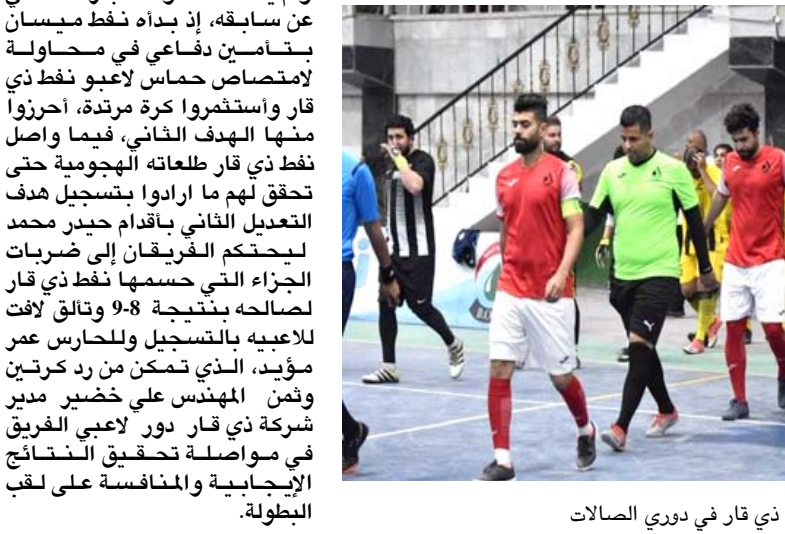 عن سابقه، إذ بدأه نفط ميسان
بتأمين دفاعي في محاولة
لامتصاص حماس لاعبو نفط ذي
قار وأستثمروا كرة مرتدة، أحرزوا
منها الهدف الثاني، فيما واصل
نفط ذي قار طلعاته الهجومية حتى
تحقق لهم ما ارادوا بتسجيل هدف
التعديل الثاني بأقدام حيدر محمد
ليحتكم الفريقان إلى ضربات
الجزاء التي حسمها نفط ذي قار
لصالحه بنتيجة 8-9 وتألق لافت
للاعبيه بالتسجيل وللحارس عمر
مؤيد، الذي تمكن من رد كرتين
وثمن المهندس علي خضير مدير
شركة ذي قار دور لاعبي الفريق
في مواصلة تحقيق النتائج
الإيجابية والمنافسة على لقب
البطولة.
ذي قار في دوري الصالات